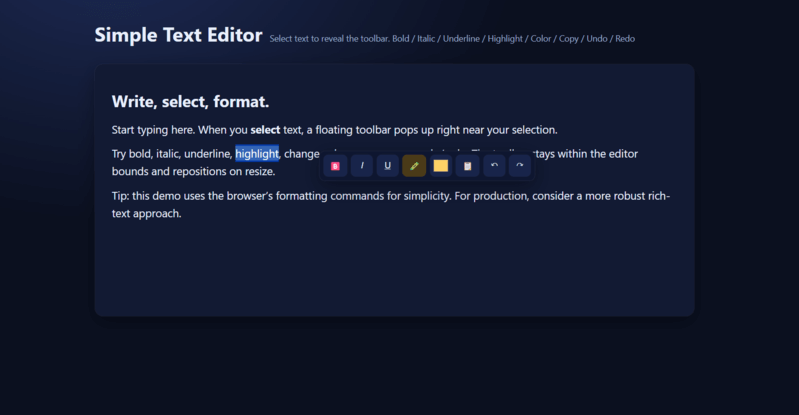 Simple Text Editor
Select text to reveal the toolbar. Bold / Italic / Underline / Highlight / Color / Copy / Undo / Redo
Write, select, format.
Start typing here. When you select text, a floating toolbar pops up right near your selection.
Try bold, italic, underline, highlight, change stays within the editor
B I U
bounds and repositions on resize.
Tip: this demo uses the browser's formatting commands for simplicity. For production, consider a more robust rich-
text approach.